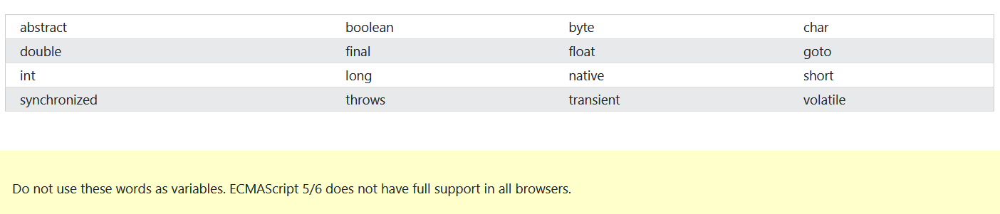 abstract boolean byte char
double final float goto
int long native short
synchronized throws transient volatile
Do not use these words as variables. ECMAScript 5/6 does not have full support in all browsers.